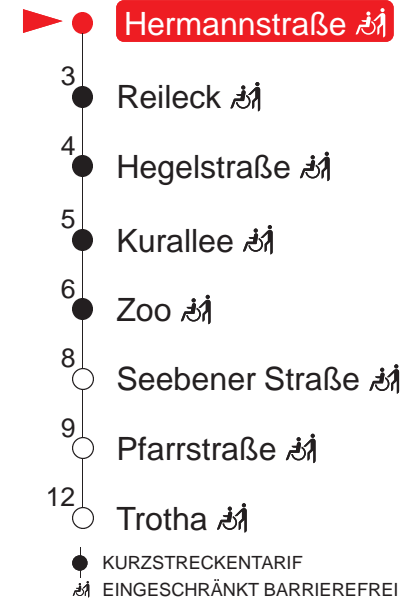 Hermannstraße
3
Reileck
4
Hegelstraße
5
Kurallee
6
Zoo
8
Seebener Straße
9
Pfarrstraße
12
Trotha
KURZSTRECKENTARIF
EINGESCHRÄNKT BARRIEREFREI